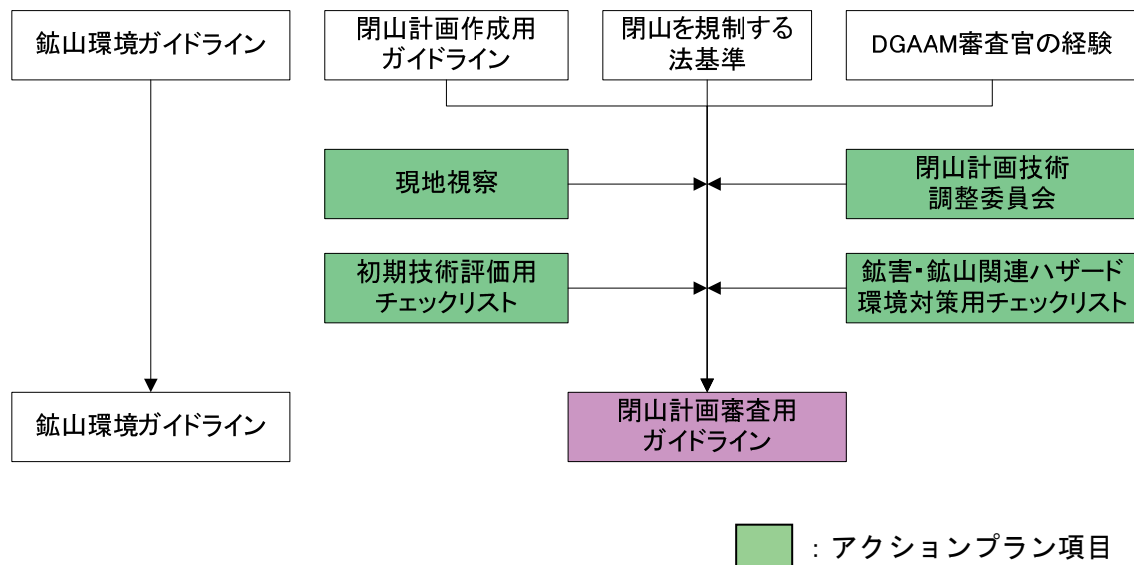 鉱山環境ガイドライン
閉山計画作成用
ガイドライン
閉山を規制する
法基準
DGAAM審査官の経験
現地視察
閉山計画技術
調整委員会
初期技術評価用
チェックリスト
鉱害・鉱山関連ハザード
環境対策用チェックリスト
鉱山環境ガイドライン
閉山計画審査用
ガイドライン
：アクションプラン項目